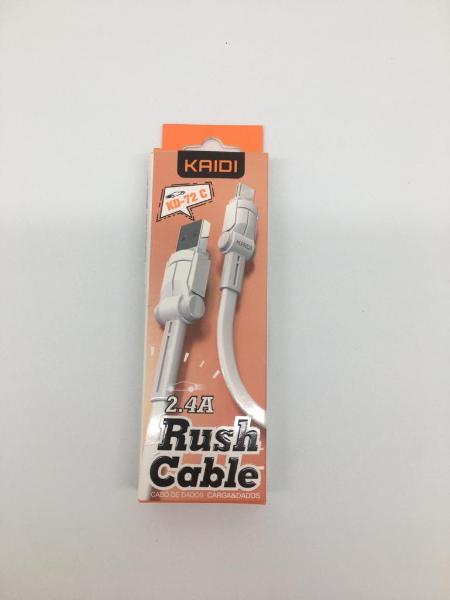 KAIDI
KD-72 C
KAIDI
2.4A
Rush
Cable
CABO DE DADOS CARGA&DADOS